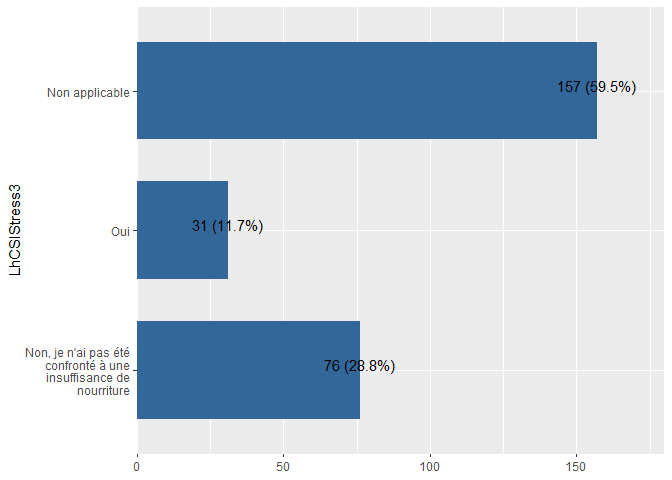 LhCSIStress3
Non applicable
157 (59.5%)
Oui
31 (11.7%)
Non, je n'ai pas été
confronté à une
insuffisance de
nourriture
76 (28.8%)
0
50
100
150